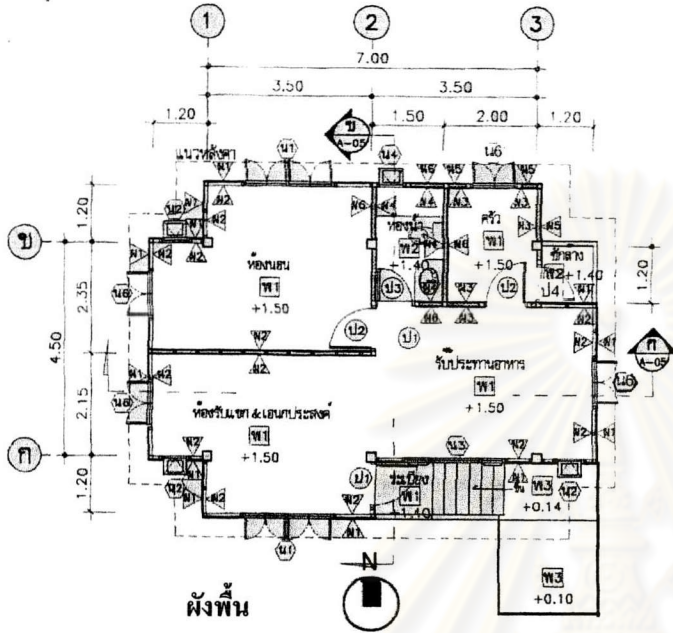 1
2
3
7.00
3.50
3.50
1.20
1.50
2.00
1.20
ข
A-05
แนวหลังคา
น1
น4
น6
1.20
ข
2.35
4.50
2.15
ก
1.20
ห้องนอน
พ1
+1.50
ห้องน้ำ
พ2
+1.40
ครัว
พ1
+1.50
ซักล้าง
พ2
+1.40
ป4
1.20
ป3
ป2
ป2
ป1
ก
A-05
รับประทานอาหาร
พ1
+1.50
ห้องรับแขก & เอนกประสงค์
พ1
+1.50
น3
ป1
ระเบียง
พ1
+1.40
ขึ้น
พ3
+0.14
น2
น2
น1
N
พ3
+0.10
ผังพื้น